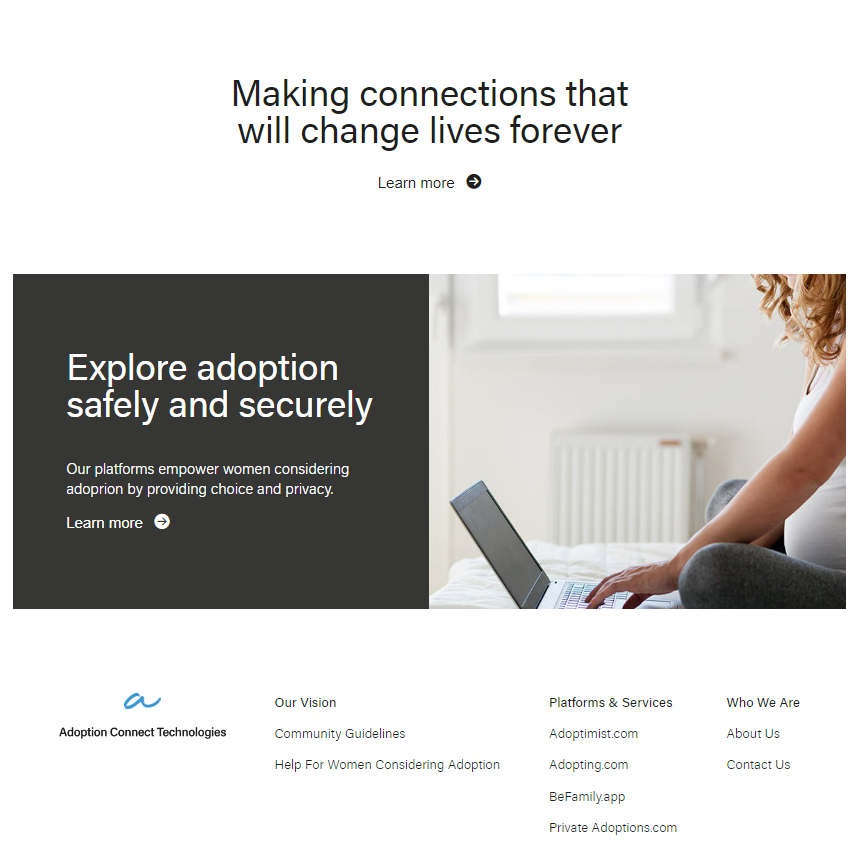 Making connections that
will change lives forever
Learn more
Explore adoption
safely and securely
Our platforms empower women considering
adoprion by providing choice and privacy.
Learn more
a
Adoption Connect Technologies
Our Vision
Community Guidelines
Help For Women Considering Adoption
Platforms & Services
Adoptimist.com
Adopting.com
BeFamily.app
Private Adoptions.com
Who We Are
About Us
Contact Us